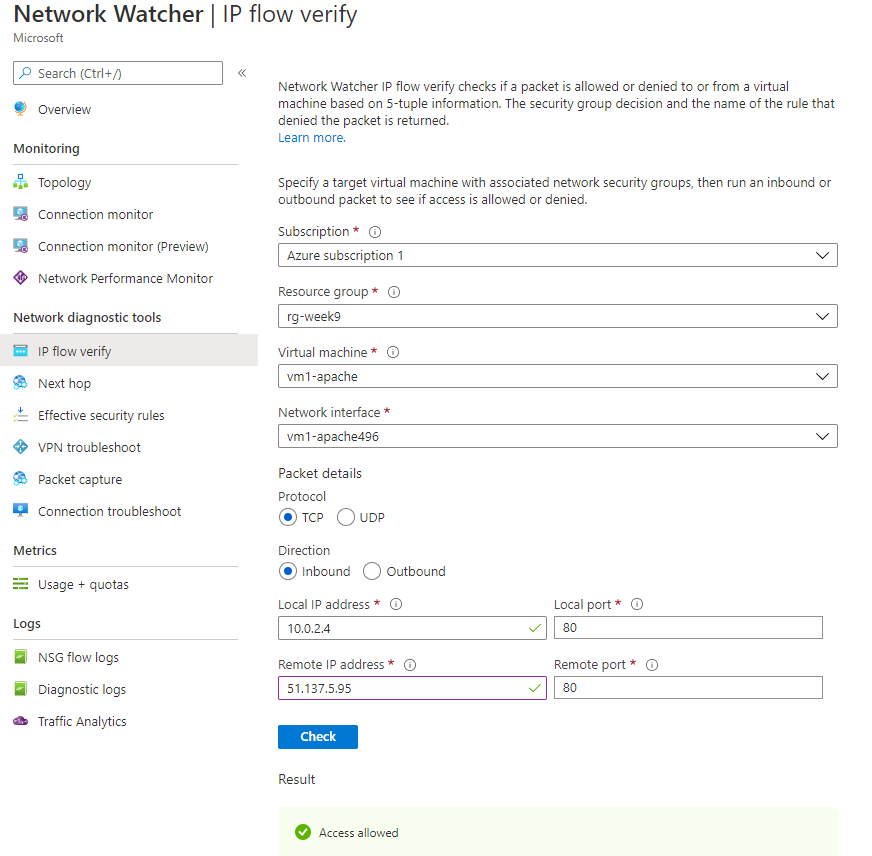 Network Watcher | IP flow verify
Microsoft
Search (Ctrl+/)
«
Overview
Monitoring
Topology
Connection monitor
Connection monitor (Preview)
Network Performance Monitor
Network diagnostic tools
IP flow verify
Next hop
Effective security rules
VPN troubleshoot
Packet capture
Connection troubleshoot
Metrics
Usage + quotas
Logs
NSG flow logs
Diagnostic logs
Traffic Analytics
Network Watcher IP flow verify checks if a packet is allowed or denied to or from a virtual
machine based on 5-tuple information. The security group decision and the name of the rule that
denied the packet is returned.
Learn more.
Specify a target virtual machine with associated network security groups, then run an inbound or
outbound packet to see if access is allowed or denied.
Subscription *
Azure subscription 1
Resource group *
rg-week9
Virtual machine *
vm1-apache
Network interface *
vm1-apache496
Packet details
Protocol
TCP UDP
Direction
Inbound Outbound
Local IP address * Local port *
10.0.2.4 80
Remote IP address * Remote port *
51.137.5.95 80
Check
Result
Access allowed